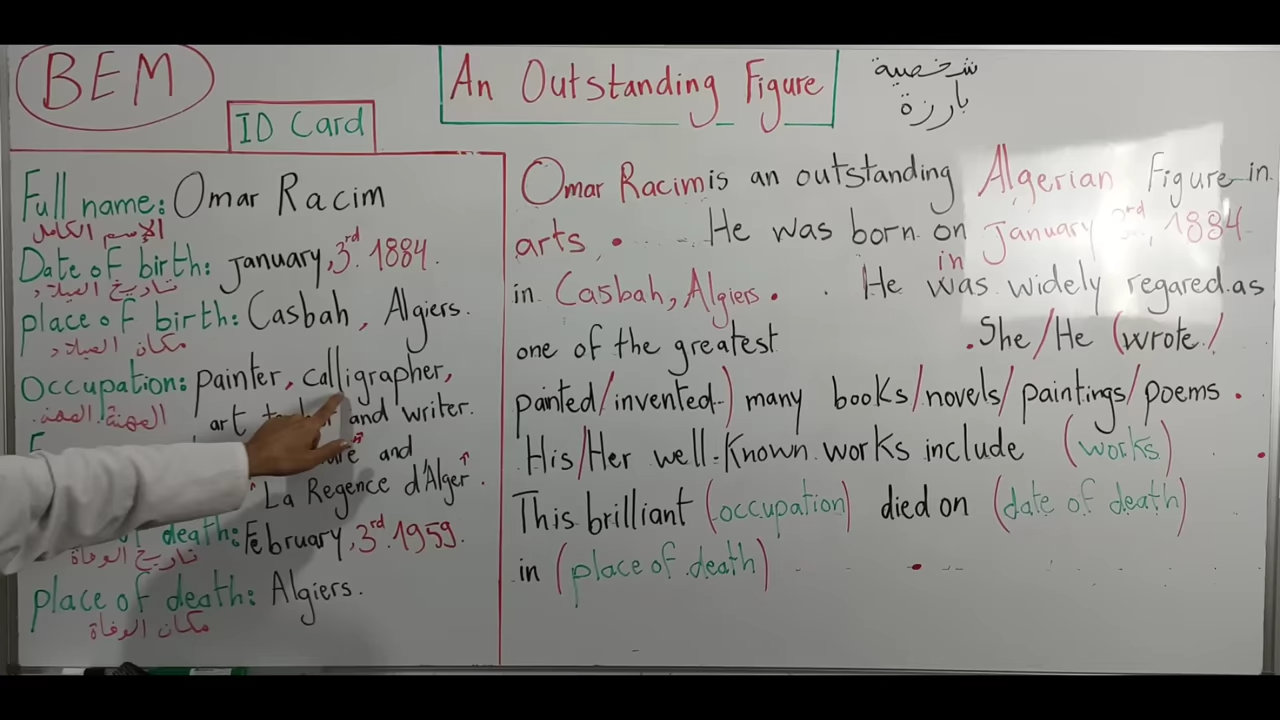 BEM
An Outstanding Figure
شخصية
بارزة
ID Card
Full name: Omar Racim
الإسم الكامل
Date of birth: January, 3rd. 1884.
تاريخ الميلاد
place of birth: Casbah, Algiers.
مكان الميلاد
Occupation: painter, calligrapher,
المهنة. المهن
art and writer.
and
"La Regence d'Alger".
of death: February, 3rd. 1959.
تاريخ الوفاة
place of death: Algiers.
مكان الوفاة
Omar Racim is an outstanding Algerian Figure in
arts. He was born on January 3rd, 1884
in
in Casbah, Algiers. He was widely regared as
one of the greatest .She/He (wrote/
painted/invented) many books/novels/paintings/poems.
His/Her well-known works include (works).
This brilliant (occupation) died on (date of death)
in (place of death) .